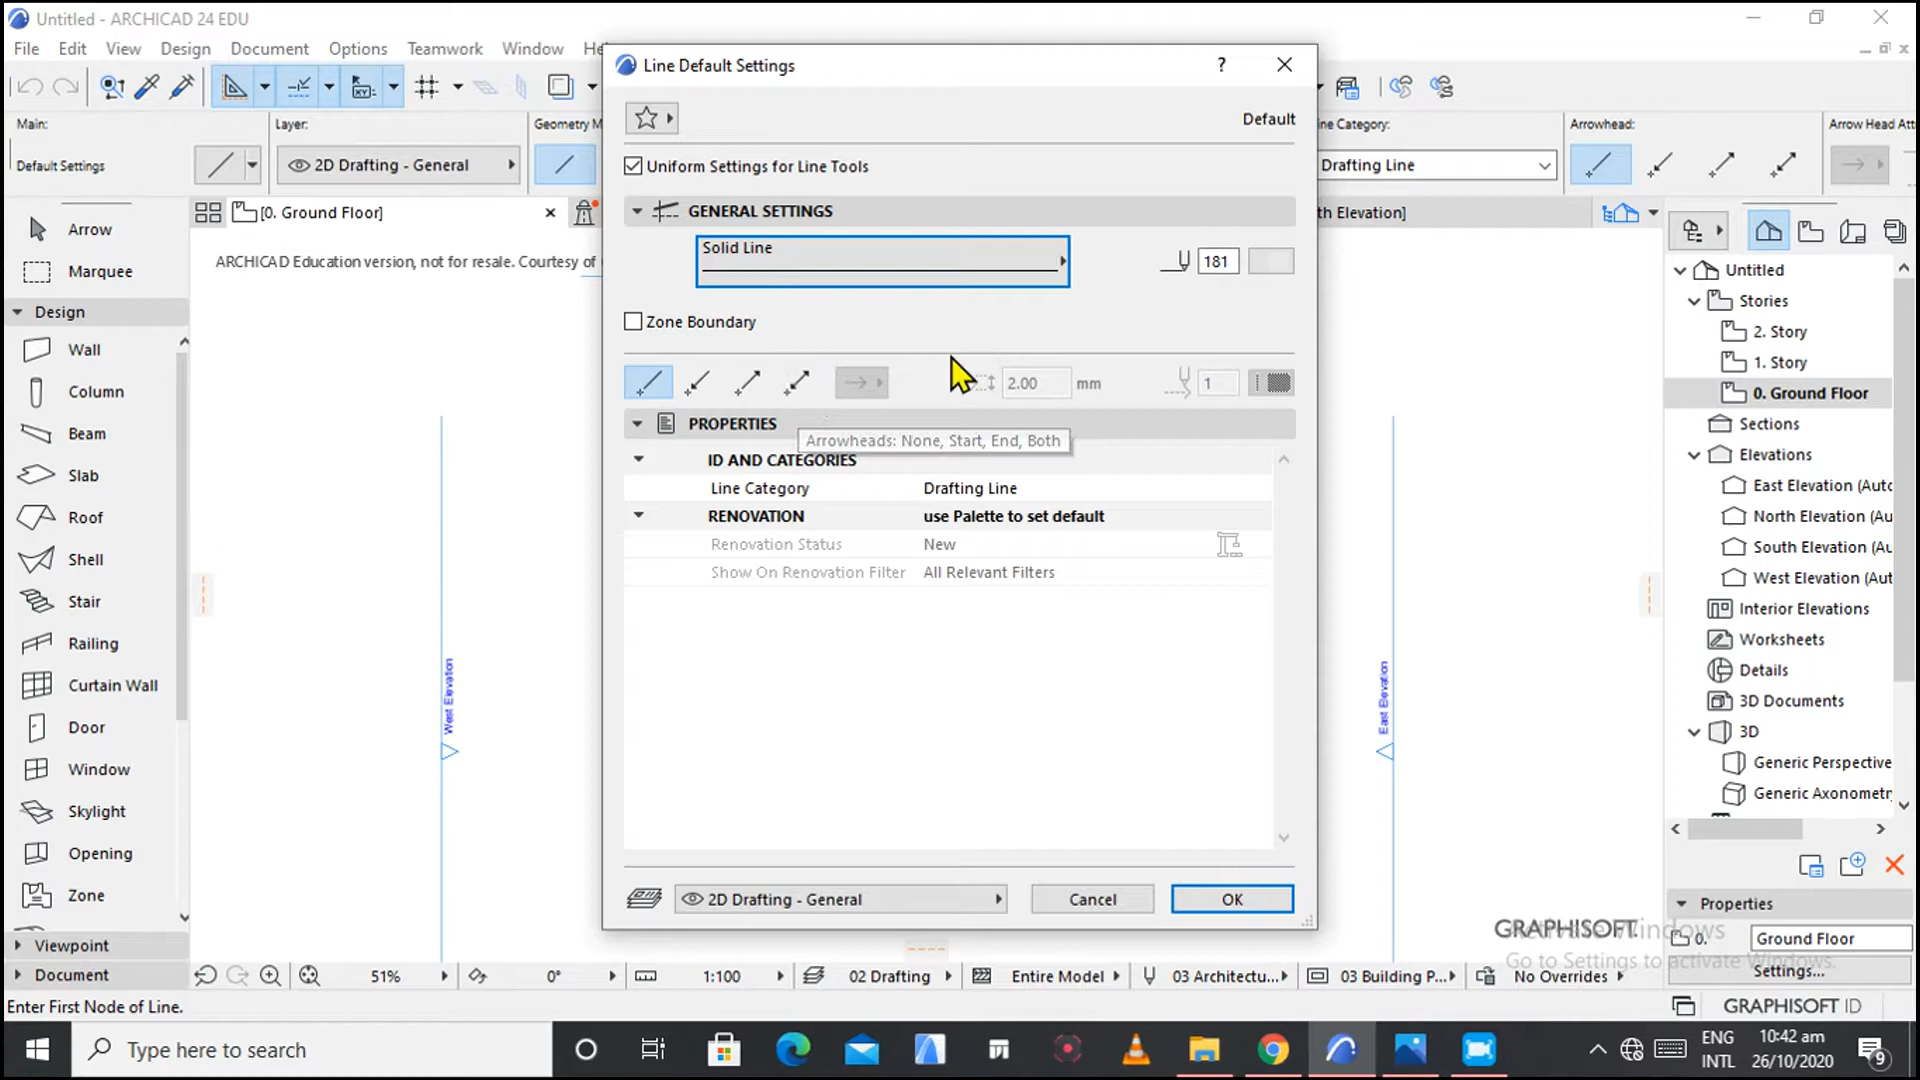 Untitled - ARCHICAD 24 EDU
File Edit View Design Document Options Teamwork Window
Line Default Settings
?
Default
Main:
Layer:
Arrowhead:
Default Settings
2D Drafting - General
Drafting Line
Uniform Settings for Line Tools
[0. Ground Floor]
GENERAL SETTINGS
Elevation]
ARCHICAD Education version, not for resale. Courtesy of
Solid Line
181
Zone Boundary
2.00 mm
1
PROPERTIES
Arrowheads: None, Start, End, Both
ID AND CATEGORIES
Line Category Drafting Line
RENOVATION use Palette to set default
Renovation Status New
Show On Renovation Filter All Relevant Filters
2D Drafting - General
Cancel
OK
Arrow
Marquee
Design
Wall
Column
Beam
Slab
Roof
Shell
Stair
Railing
Curtain Wall
Door
Window
Skylight
Opening
Zone
Viewpoint
Document
West Elevation
East Elevation
Untitled
Stories
2. Story
1. Story
0. Ground Floor
Sections
Elevations
East Elevation (Auto
North Elevation (Au
South Elevation (Au
West Elevation (Aut
Interior Elevations
Worksheets
Details
3D Documents
3D
Generic Perspective
Generic Axonometry
Properties
GRAPHISOFT.
Activate Windows
0. Ground Floor
Go to Settings to activate Windows.
Settings...
51% 0° 1:100 02 Drafting Entire Model 03 Architectu... 03 Building P... No Overrides
Enter First Node of Line.
GRAPHISOFT ID
Type here to search
ENG
INTL
10:42 am
26/10/2020
9